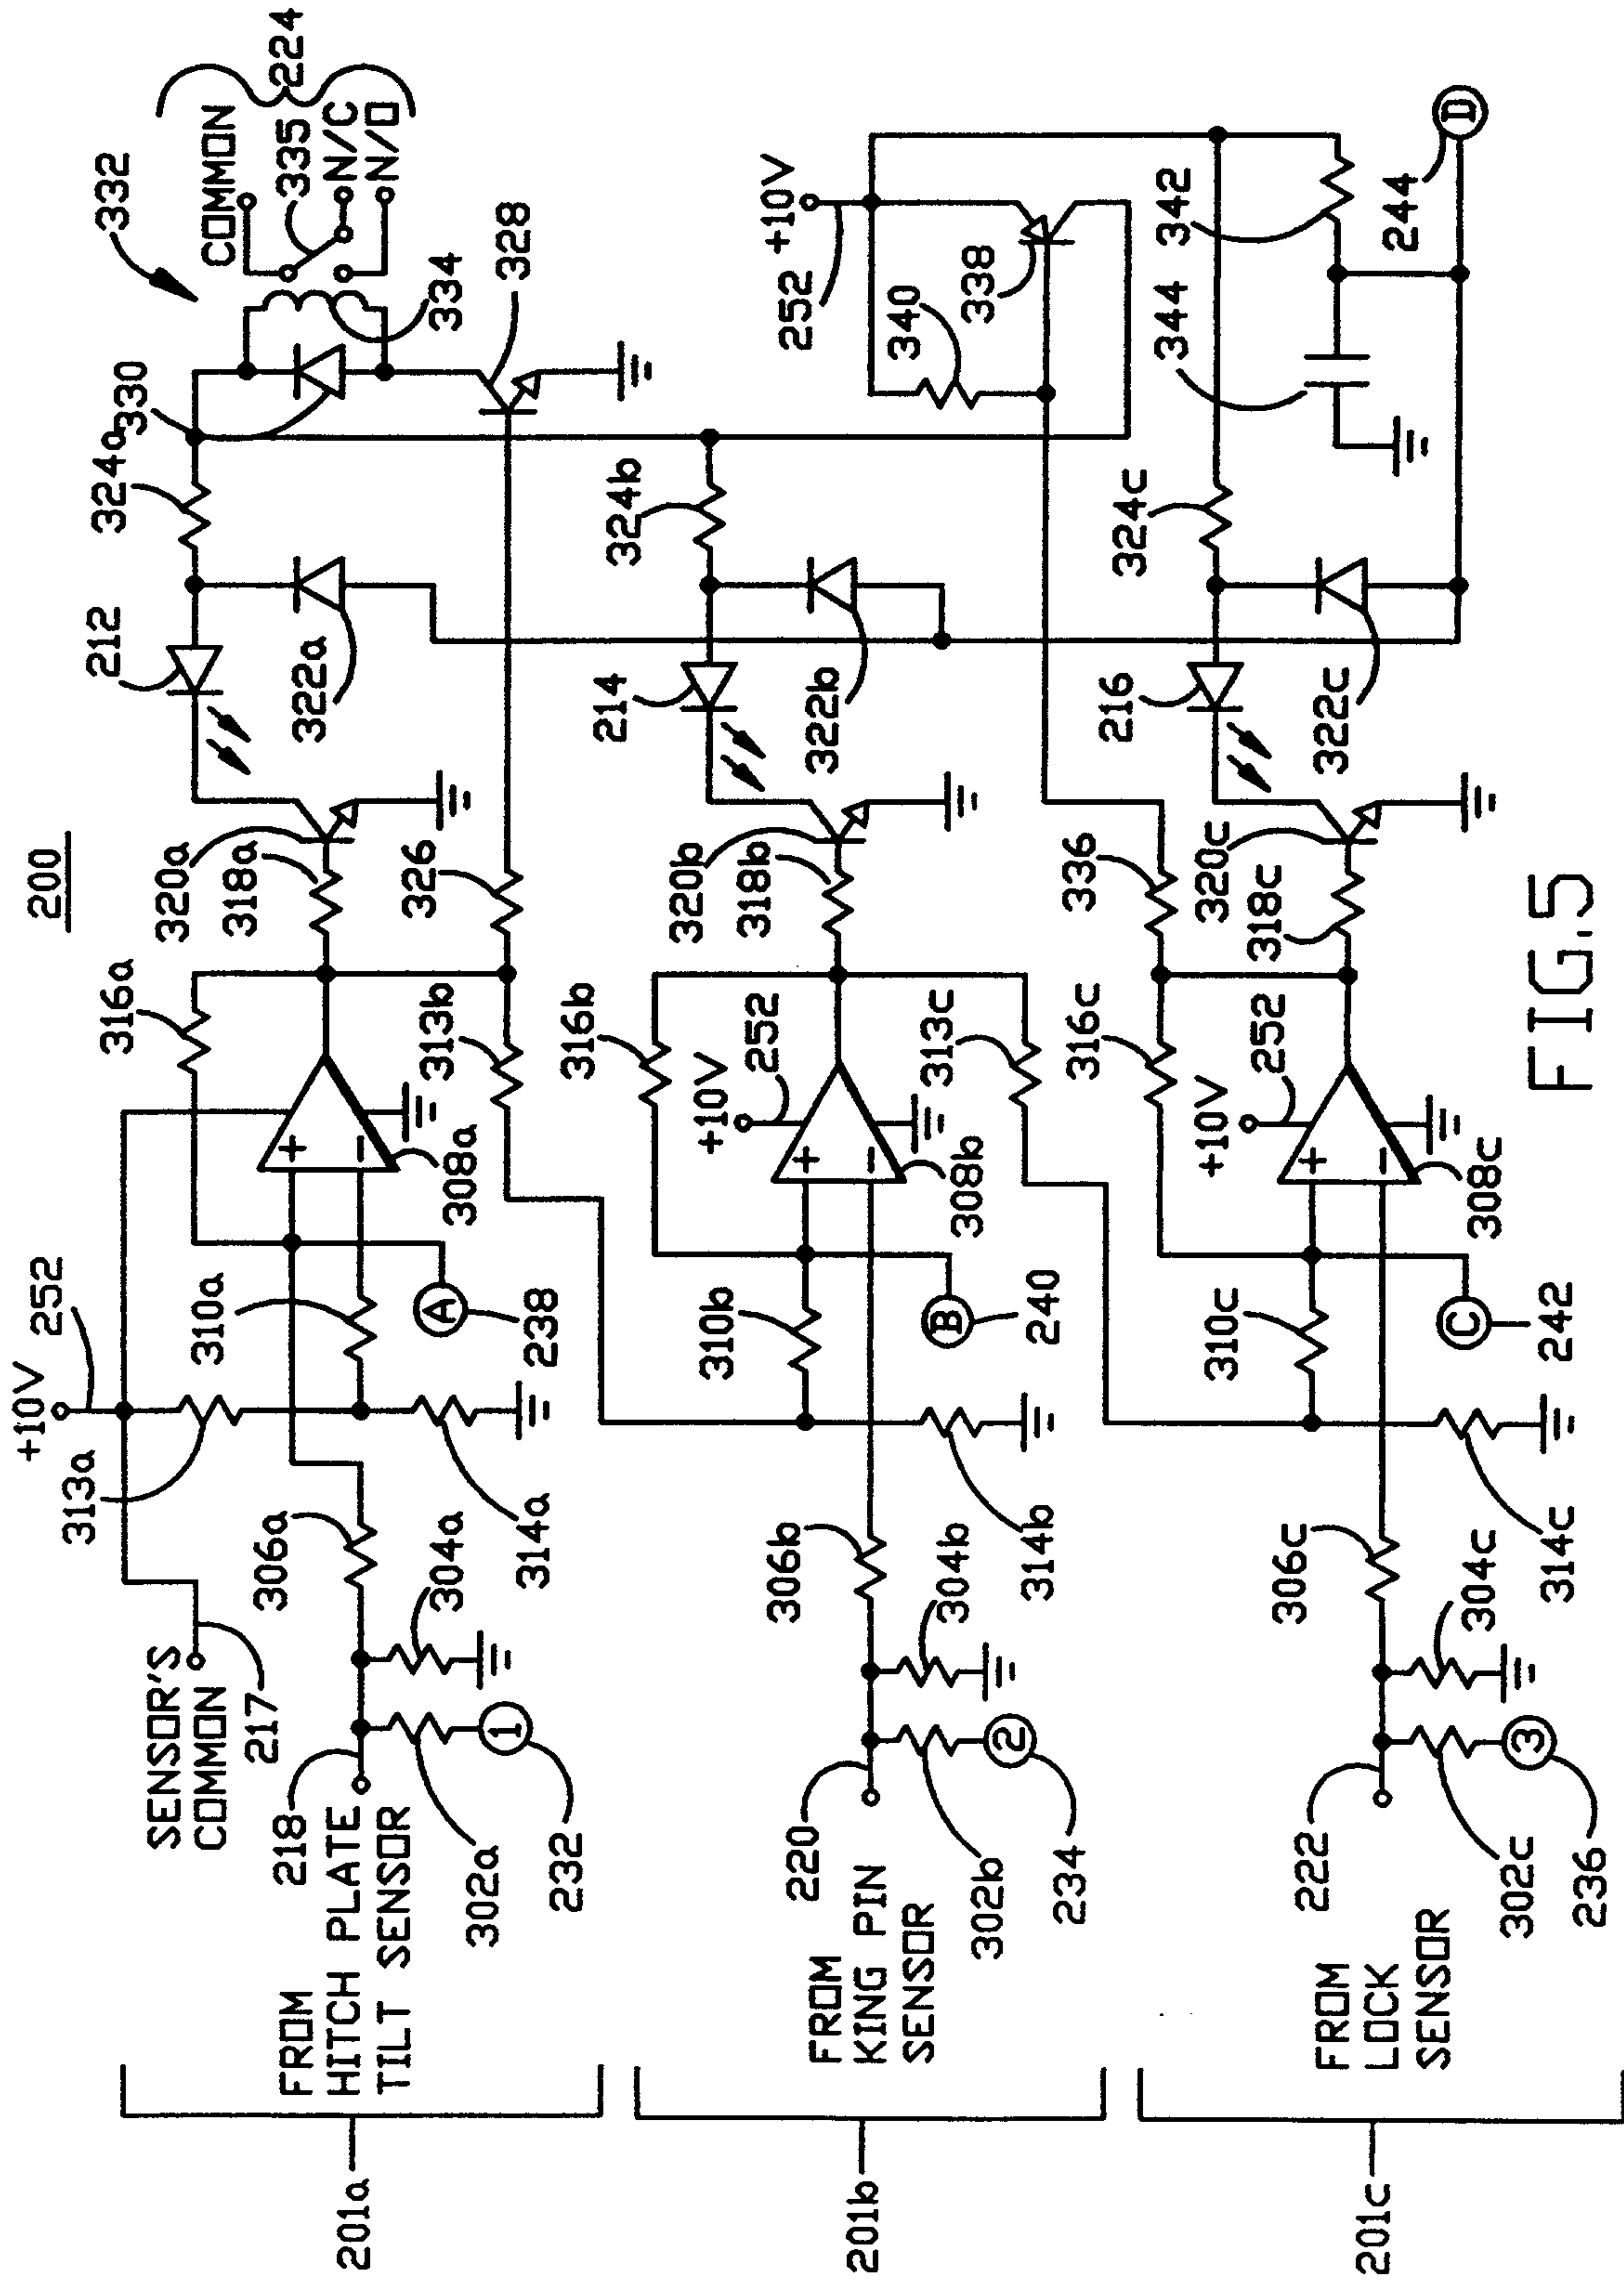 200
+10V
252
SENSOR'S
COMMON
217
313a
316a
320a
318a
212
324a
330
332
COMMON
335
N/C
N/O
224
334
328
322a
326
313b
308a
310a
A
238
306a
304a
314a
218
FROM
HITCH PLATE
TILT SENSOR
302a
1
232
201a
+10V
252
316b
320b
318b
214
324b
322b
340
252
+10V
338
313c
308b
310b
B
240
306b
304b
314b
220
FROM
KING PIN
SENSOR
302b
2
234
201b
+10V
252
316c
336
320c
318c
216
324c
322c
344
342
244
D
308c
310c
C
242
306c
304c
314c
222
FROM
LOCK
SENSOR
302c
3
236
201c
FIG.5
+
−
+
−
+
−